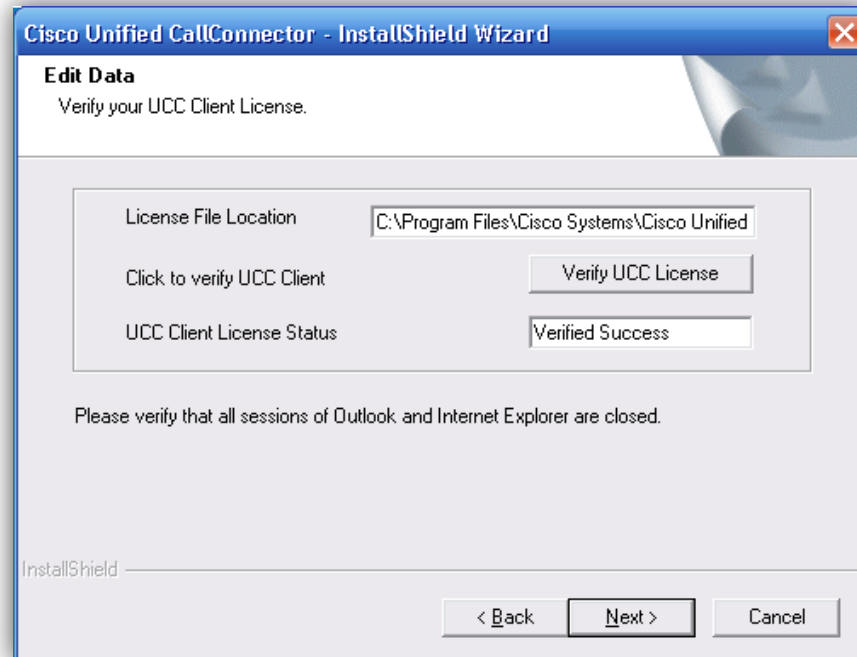 Cisco Unified CallConnector - InstallShield Wizard
Edit Data
Verify your UCC Client License.
License File Location
C:\Program Files\Cisco Systems\Cisco Unified
Click to verify UCC Client
Verify UCC License
UCC Client License Status
Verified Success
Please verify that all sessions of Outlook and Internet Explorer are closed.
InstallShield
< Back
Next >
Cancel